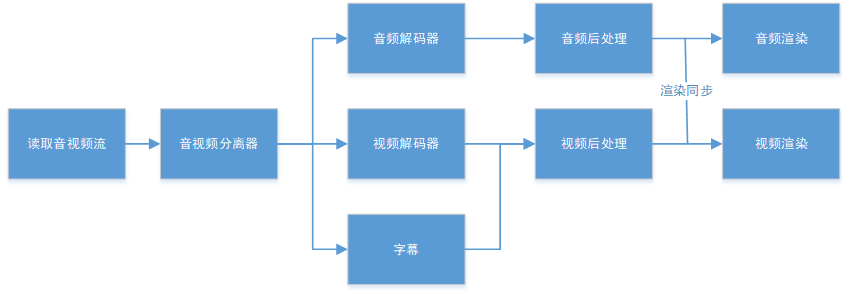 音频解码器
音频后处理
音频渲染
渲染同步
读取音视频流
音视频分离器
视频解码器
视频后处理
视频渲染
字幕